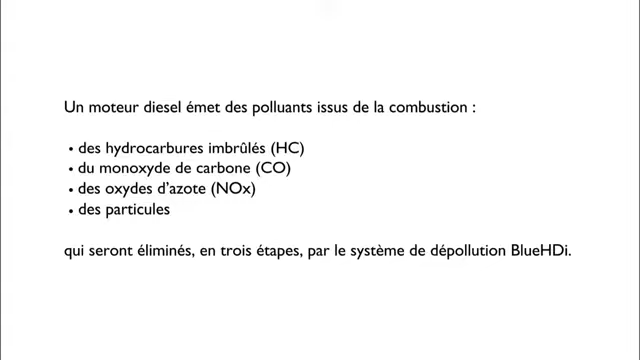 Un moteur diesel émet des polluants issus de la combustion :
• des hydrocarbures imbrûlés (HC)
• du monoxyde de carbone (CO)
• des oxydes d'azote (NOx)
• des particules
qui seront éliminés, en trois étapes, par le système de dépollution BlueHDi.